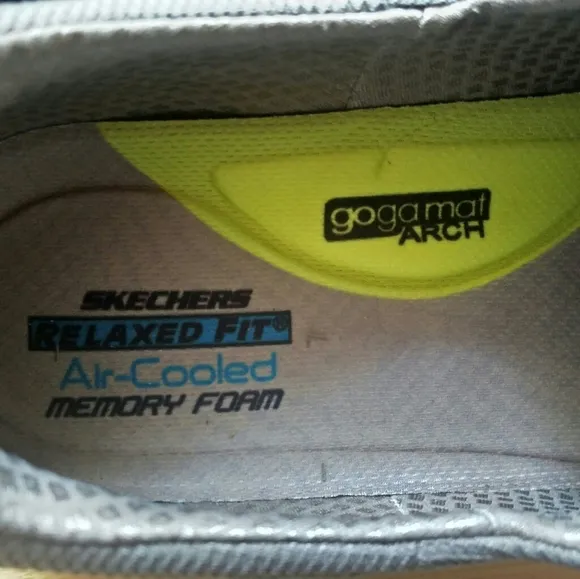 goga mat
ARCH
SKECHERS
RELAXED FIT®
Air-Cooled
MEMORY FOAM